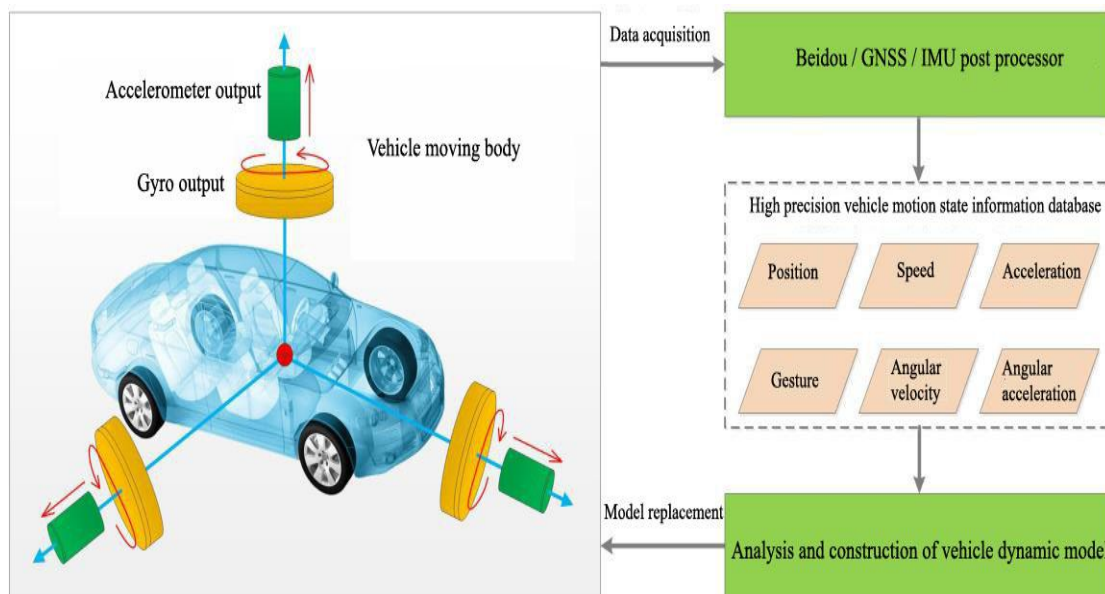 Accelerometer output
Gyro output
Vehicle moving body
Data acquisition
Beidou / GNSS / IMU post processor
High precision vehicle motion state information database
Position
Speed
Acceleration
Gesture
Angular
velocity
Angular
acceleration
Model replacement
Analysis and construction of vehicle dynamic model